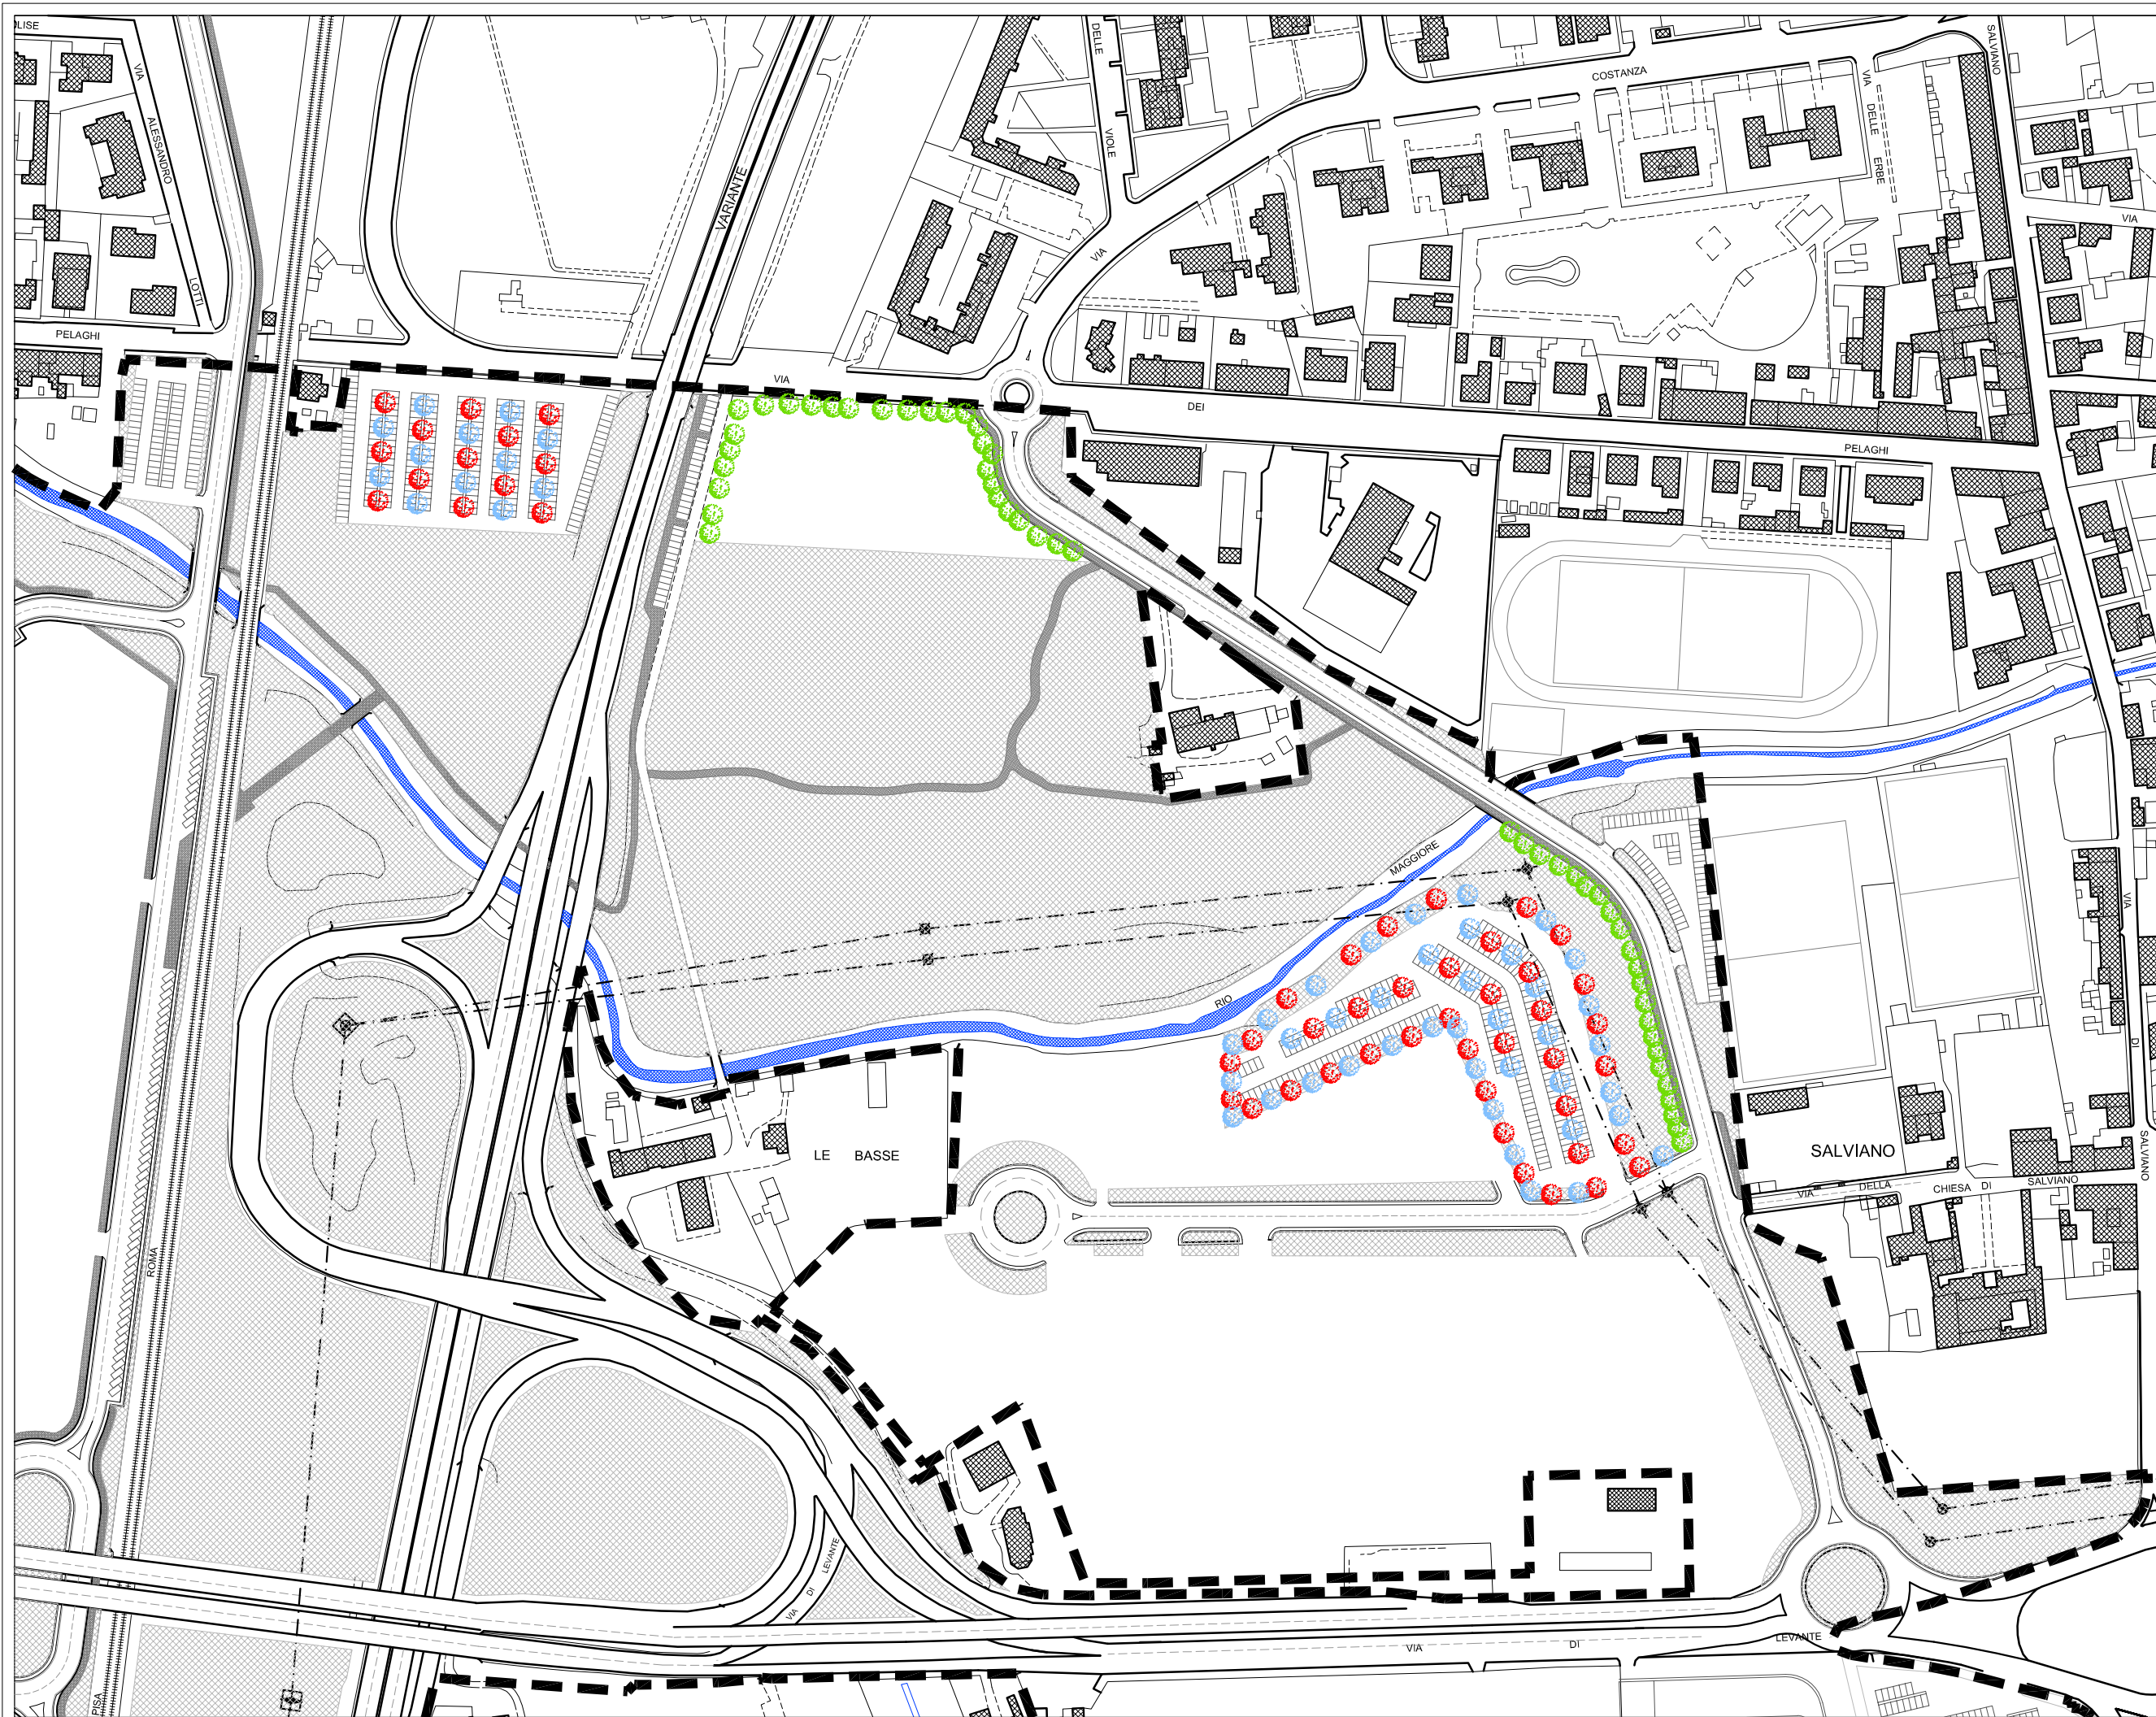 LISE
VIA
ALESSANDRO
LOTTI
PELAGHI
VARIANTE
DELLE
VIOLE
VIA
COSTANZA
VIA
DELLE
ERBE
SALVIANO
VIA
VIA
DEI
PELAGHI
MAGGIORE
RIO
LE BASSE
SALVIANO
VIA
DELLA
CHIESA DI
SALVIANO
VIA
DI
SALVIANO
ROMA
PISA
VIA
DI
LEVANTE
VIA
DI
LEVANTE